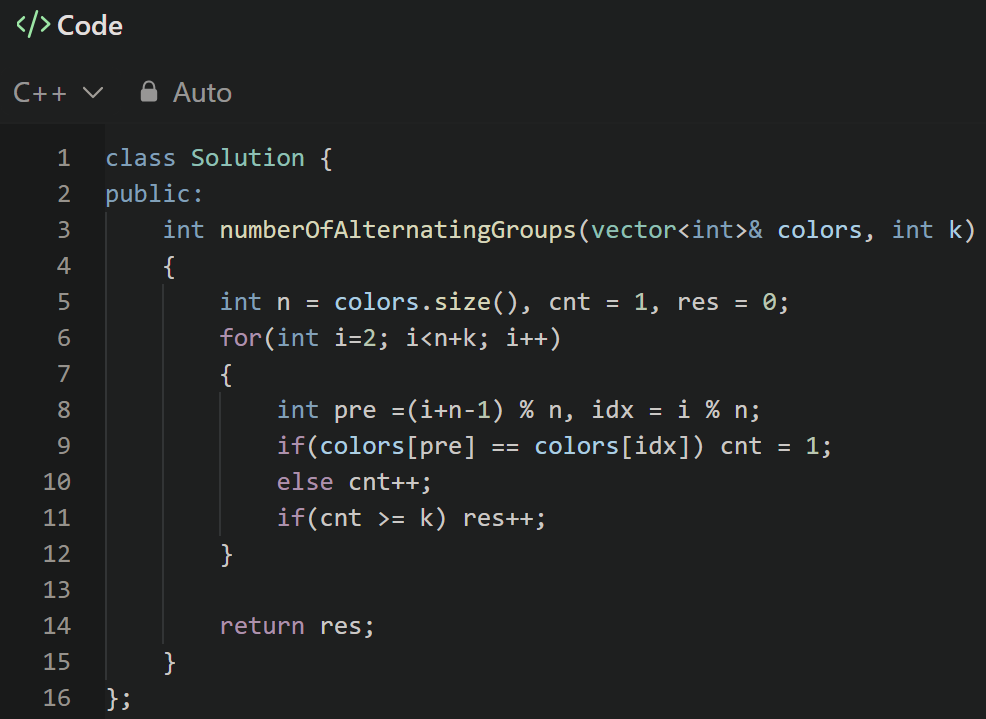 </> Code
C++ Auto
1 class Solution {
2 public:
3     int numberOfAlternatingGroups(vector<int>& colors, int k)
4     {
5         int n = colors.size(), cnt = 1, res = 0;
6         for(int i=2; i<n+k; i++)
7         {
8             int pre =(i+n-1) % n, idx = i % n;
9             if(colors[pre] == colors[idx]) cnt = 1;
10             else cnt++;
11             if(cnt >= k) res++;
12         }
13
14         return res;
15     }
16 };